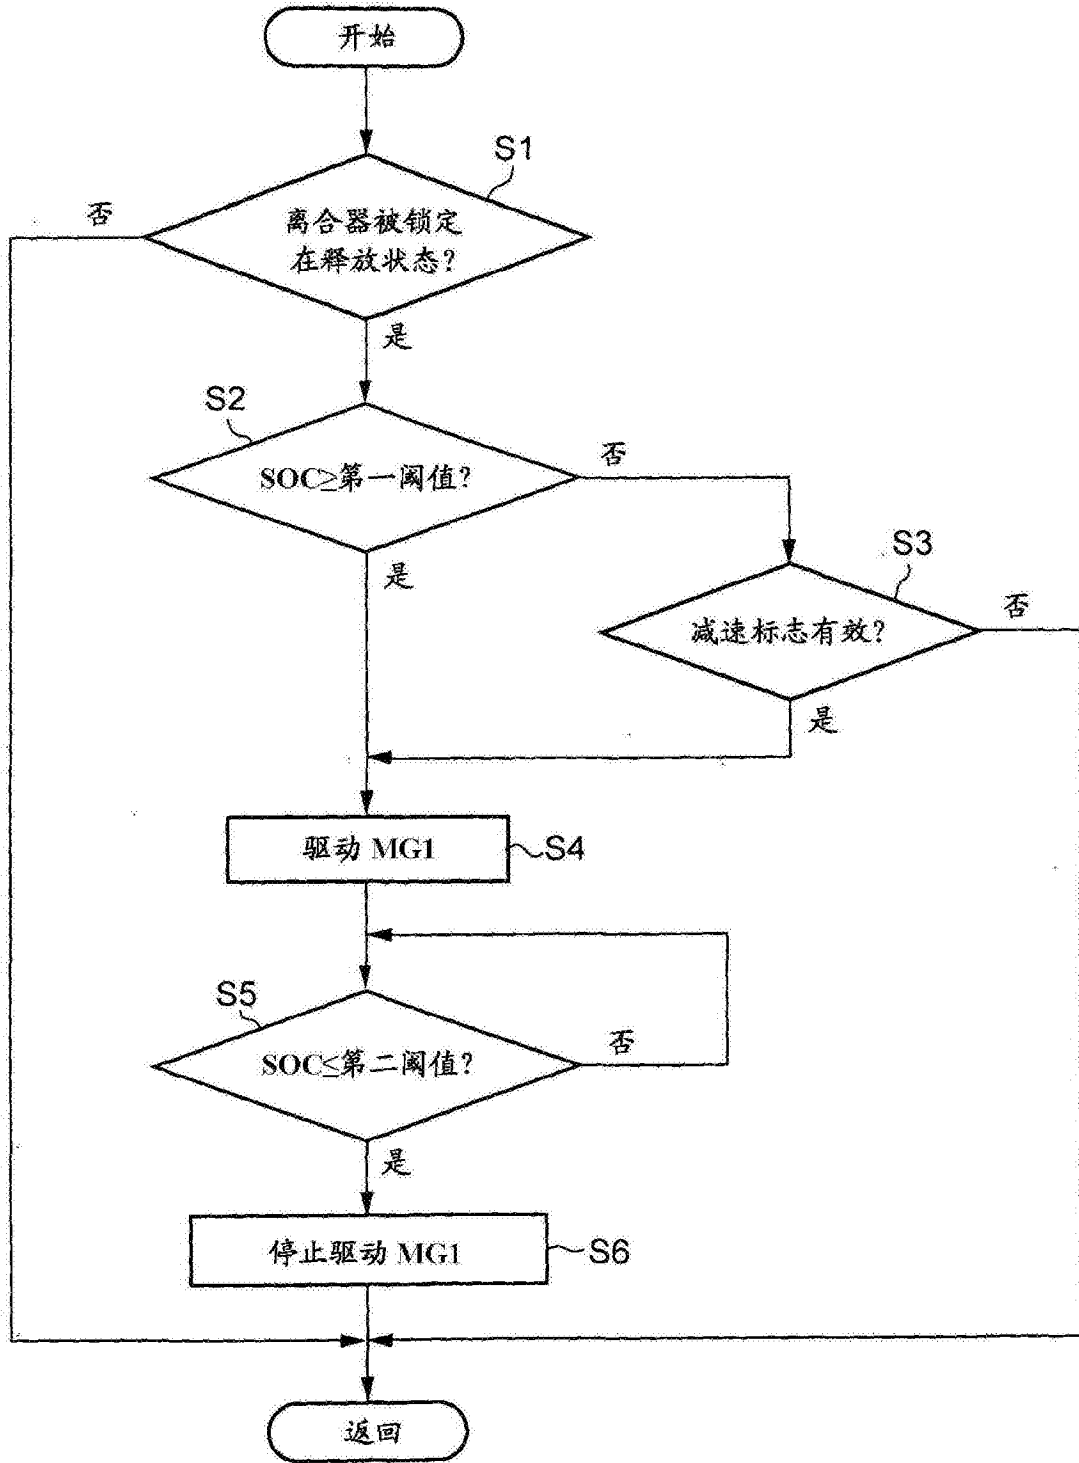 开始
S1
否
离合器被锁定
在释放状态?
是
S2
SOC≥第一阈值?
否
是
S3
减速标志有效?
否
是
驱动 MG1
S4
S5
SOC≤第二阈值?
否
是
停止驱动 MG1
S6
返回